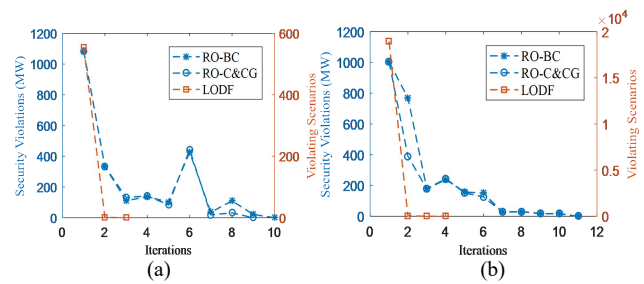 1200
1000
800
600
400
200
0
Security Violations (MW)
0 2 4 6 8 10
Iterations
600
400
200
0
Violating Scenarios
RO-BC
RO-C&CG
LODF
(a)
1200
1000
800
600
400
200
0
Security Violations (MW)
0 2 4 6 8 10 12
Iterations
× 10⁴
2
1.5
1
0.5
0
Violating Scenarios
RO-BC
RO-C&CG
LODF
(b)